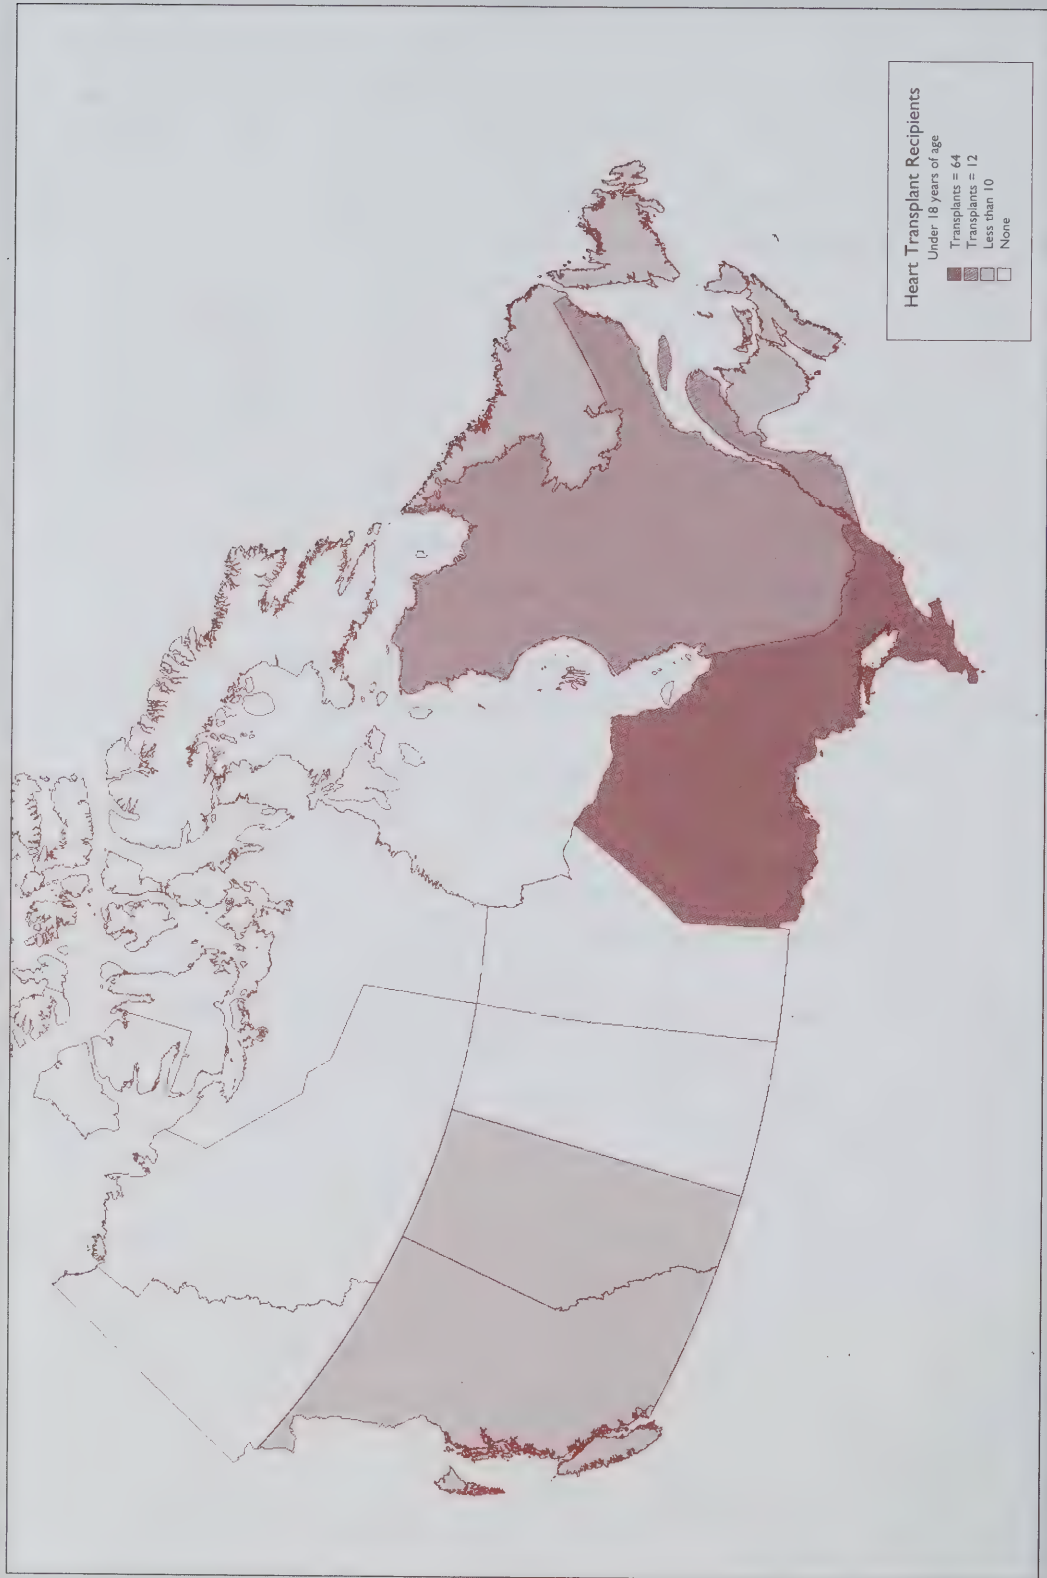 Heart Transplant Recipients
Under 18 years of age
Transplants = 64
Transplants = 12
Less than 10
None